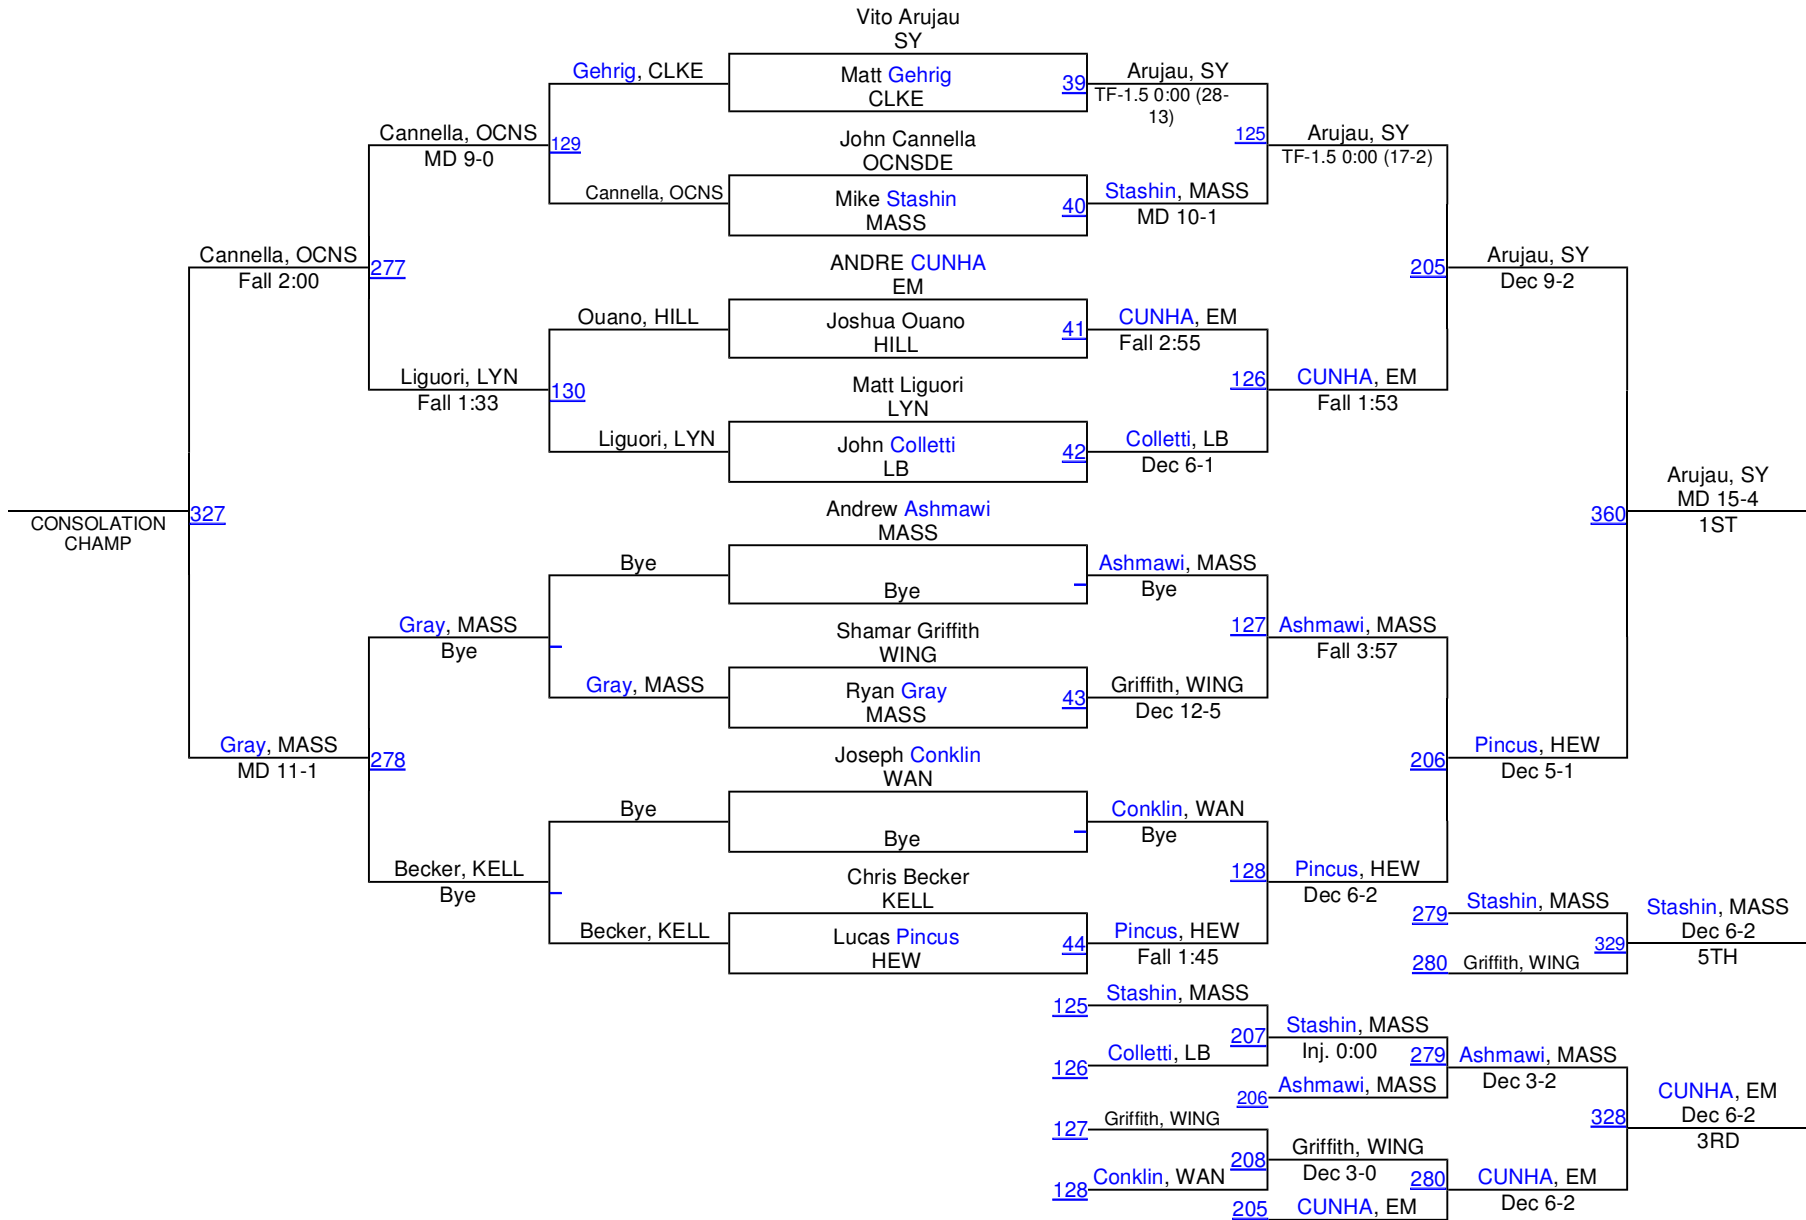 Vito Arujau
SY
Gehrig, CLKE
Matt Gehrig
CLKE
39
Arujau, SY
TF-1.5 0:00 (28-
13)
Cannella, OCNS
MD 9-0
129
John Cannella
OCNSDE
125
Arujau, SY
TF-1.5 0:00 (17-2)
Cannella, OCNS
Mike Stashin
MASS
40
Stashin, MASS
MD 10-1
Cannella, OCNS
Fall 2:00
277
ANDRE CUNHA
EM
205
Arujau, SY
Dec 9-2
Ouano, HILL
Joshua Ouano
HILL
41
CUNHA, EM
Fall 2:55
Liguori, LYN
Fall 1:33
130
Matt Liguori
LYN
126
CUNHA, EM
Fall 1:53
Liguori, LYN
John Colletti
LB
42
Colletti, LB
Dec 6-1
CONSOLATION
CHAMP
327
Andrew Ashmawi
MASS
360
Arujau, SY
MD 15-4
1ST
Bye
Bye
Ashmawi, MASS
Bye
Gray, MASS
Bye
Shamar Griffith
WING
127
Ashmawi, MASS
Fall 3:57
Gray, MASS
Ryan Gray
MASS
43
Griffith, WING
Dec 12-5
Gray, MASS
MD 11-1
278
Joseph Conklin
WAN
206
Pincus, HEW
Dec 5-1
Bye
Bye
Conklin, WAN
Bye
Becker, KELL
Bye
Chris Becker
KELL
128
Pincus, HEW
Dec 6-2
Becker, KELL
Lucas Pincus
HEW
44
Pincus, HEW
Fall 1:45
279
Stashin, MASS
280
Griffith, WING
329
Stashin, MASS
Dec 6-2
5TH
125
Stashin, MASS
126
Colletti, LB
207
Stashin, MASS
Inj. 0:00
206
Ashmawi, MASS
279
Ashmawi, MASS
Dec 3-2
127
Griffith, WING
128
Conklin, WAN
208
Griffith, WING
Dec 3-0
205
CUNHA, EM
280
CUNHA, EM
Dec 6-2
328
CUNHA, EM
Dec 6-2
3RD